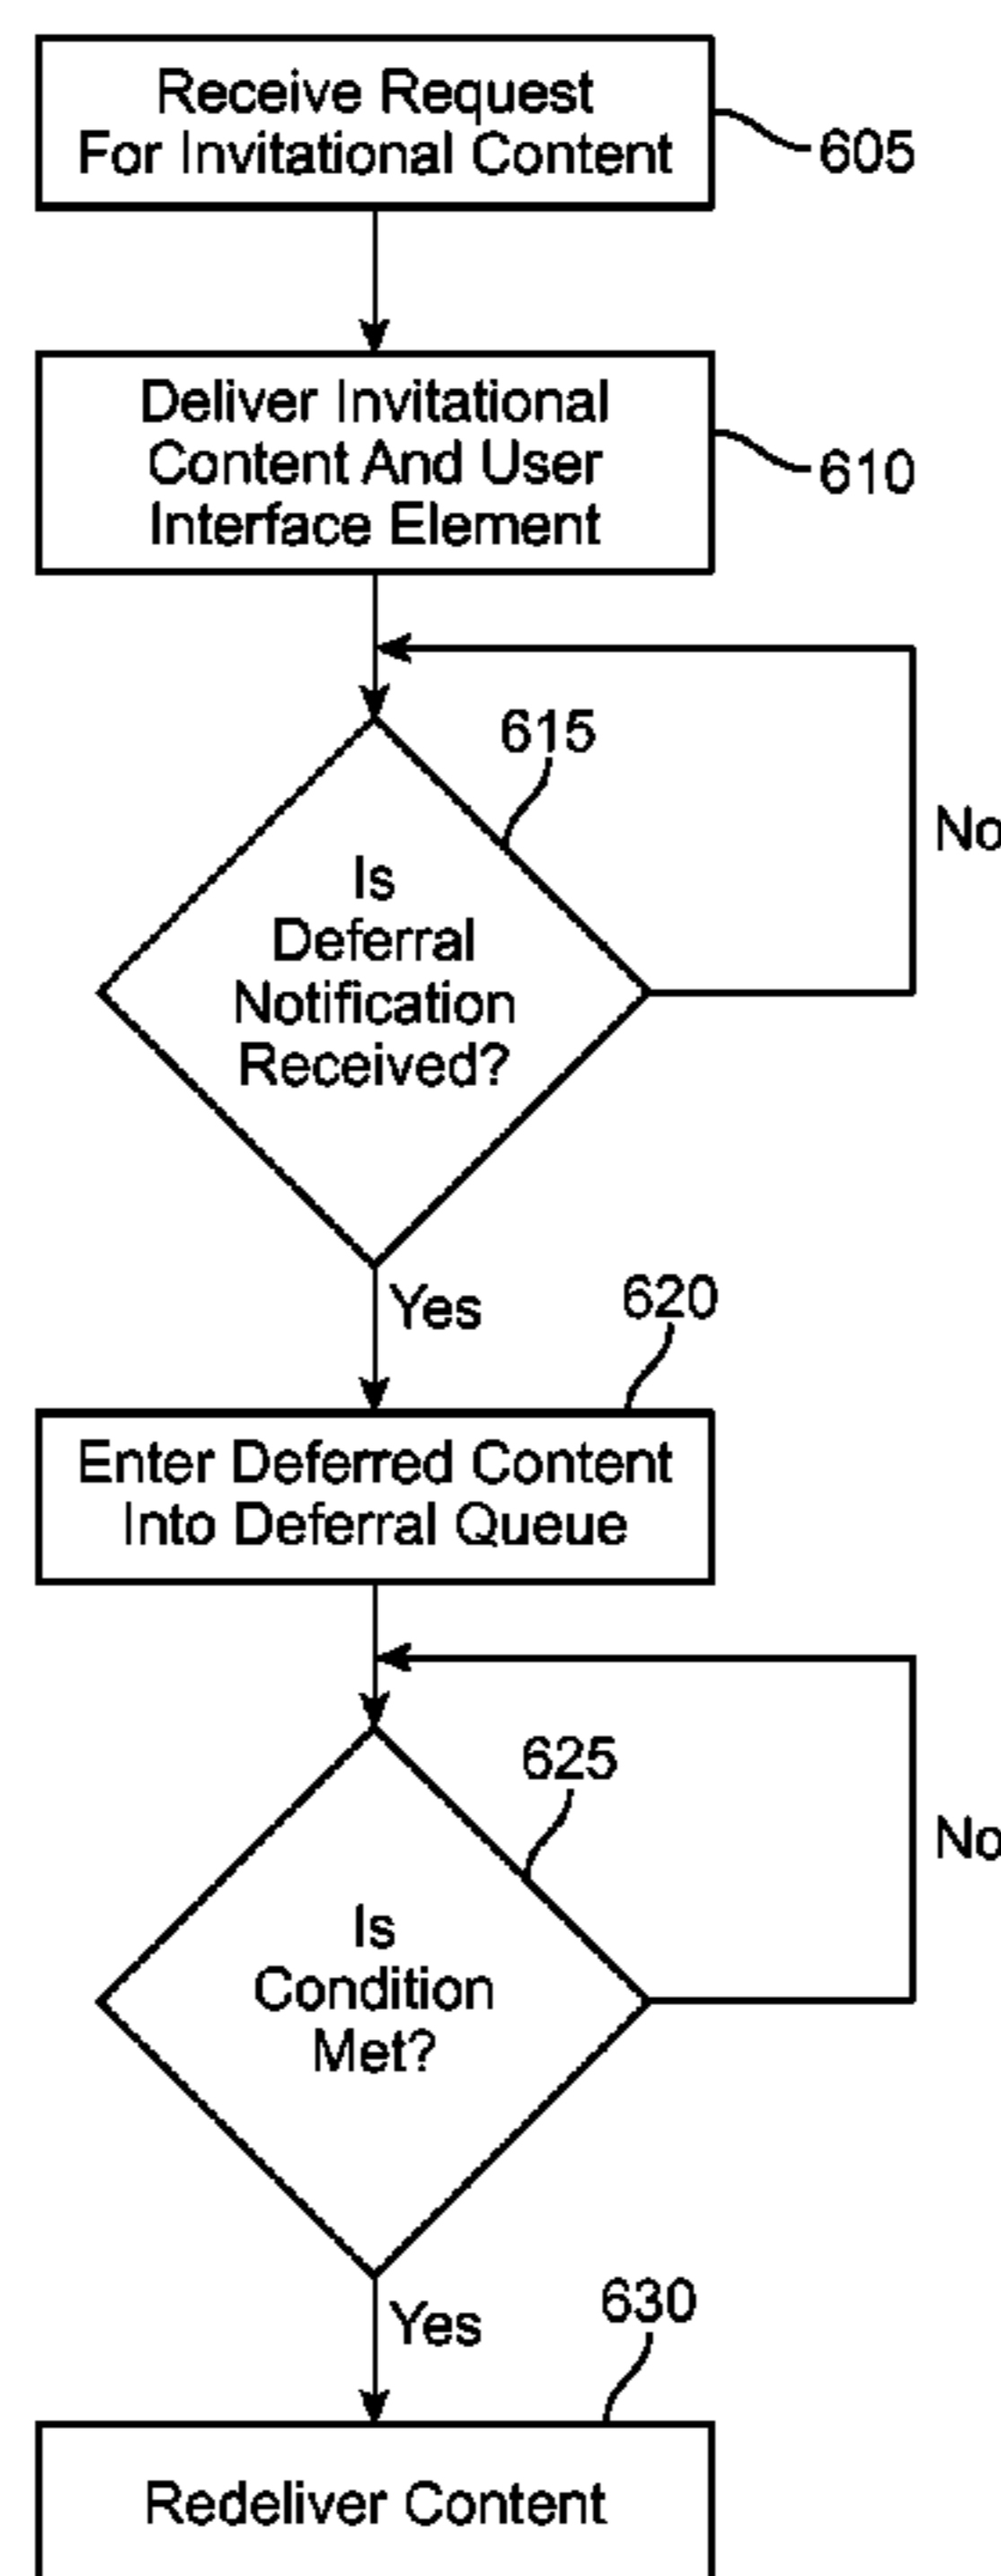 Receive Request
For Invitational Content
605
Deliver Invitational
Content And User
Interface Element
610
615
No
Is
Deferral
Notification
Received?
Yes
620
Enter Deferred Content
Into Deferral Queue
625
No
Is
Condition
Met?
Yes
630
Redeliver Content